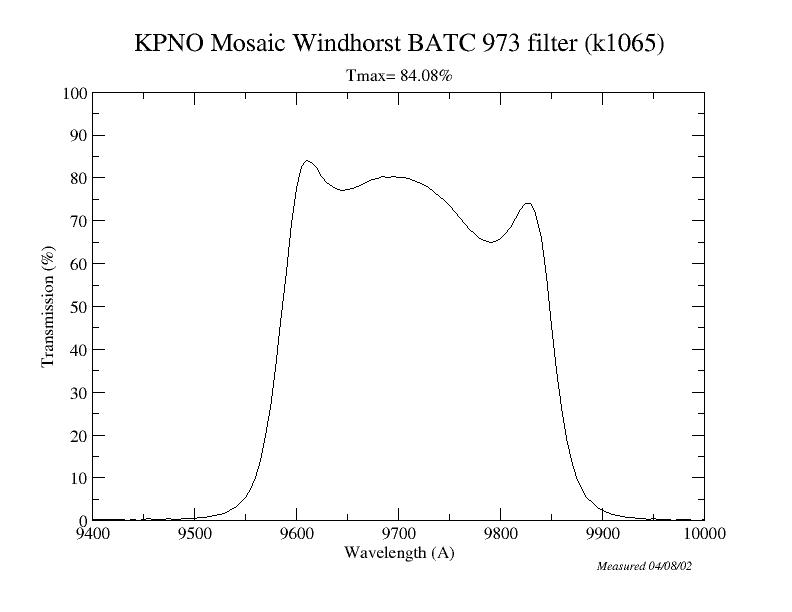 KPNO Mosaic Windhorst BATC 973 filter (k1065)
Tmax= 84.08%
100
90
80
70
60
50
40
30
20
10
0
Transmission (%)
9400 9500 9600 9700 9800 9900 10000
Wavelength (A)
Measured 04/08/02